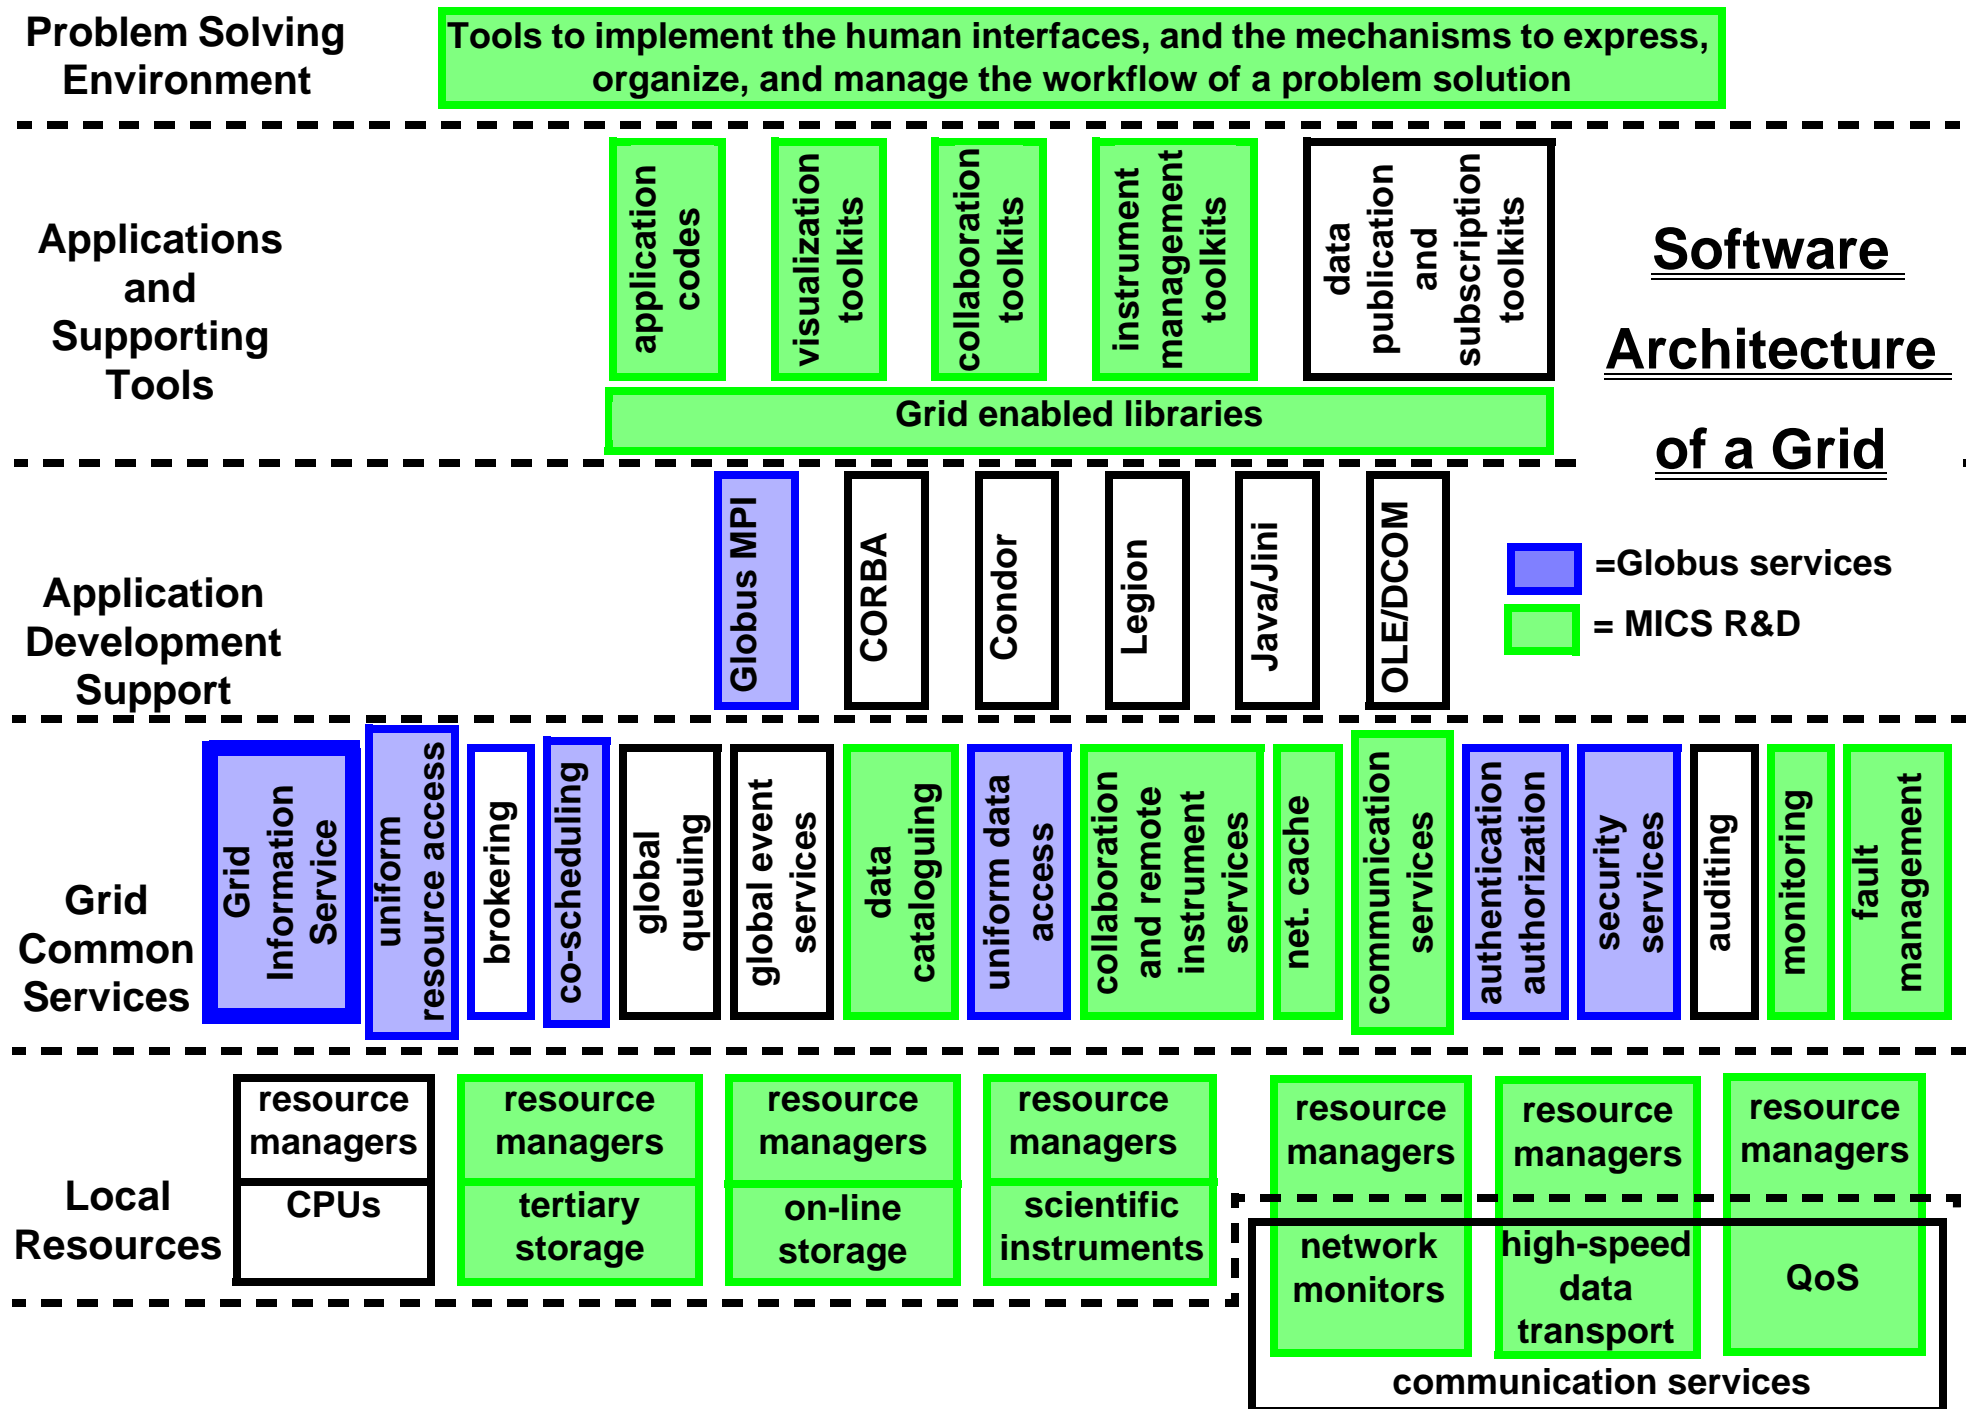 Problem Solving
Environment
Tools to implement the human interfaces, and the mechanisms to express,
organize, and manage the workflow of a problem solution
Applications
and
Supporting
Tools
application
codes
visualization
toolkits
collaboration
toolkits
instrument
management
toolkits
data
publication
and
subscription
toolkits
Grid enabled libraries
Software
Architecture
of a Grid
Application
Development
Support
Globus MPI
CORBA
Condor
Legion
Java/Jini
OLE/DCOM
=Globus services
= MICS R&D
Grid
Common
Services
Grid
Information
Service
uniform
resource access
brokering
co-scheduling
global
queuing
global event
services
data
cataloguing
uniform data
access
collaboration
and remote
instrument
services
net. cache
communication
services
authentication
authorization
security
services
auditing
monitoring
fault
management
Local
Resources
resource
managers
CPUs
resource
managers
tertiary
storage
resource
managers
on-line
storage
resource
managers
scientific
instruments
resource
managers
network
monitors
resource
managers
high-speed
data
transport
resource
managers
QoS
communication services